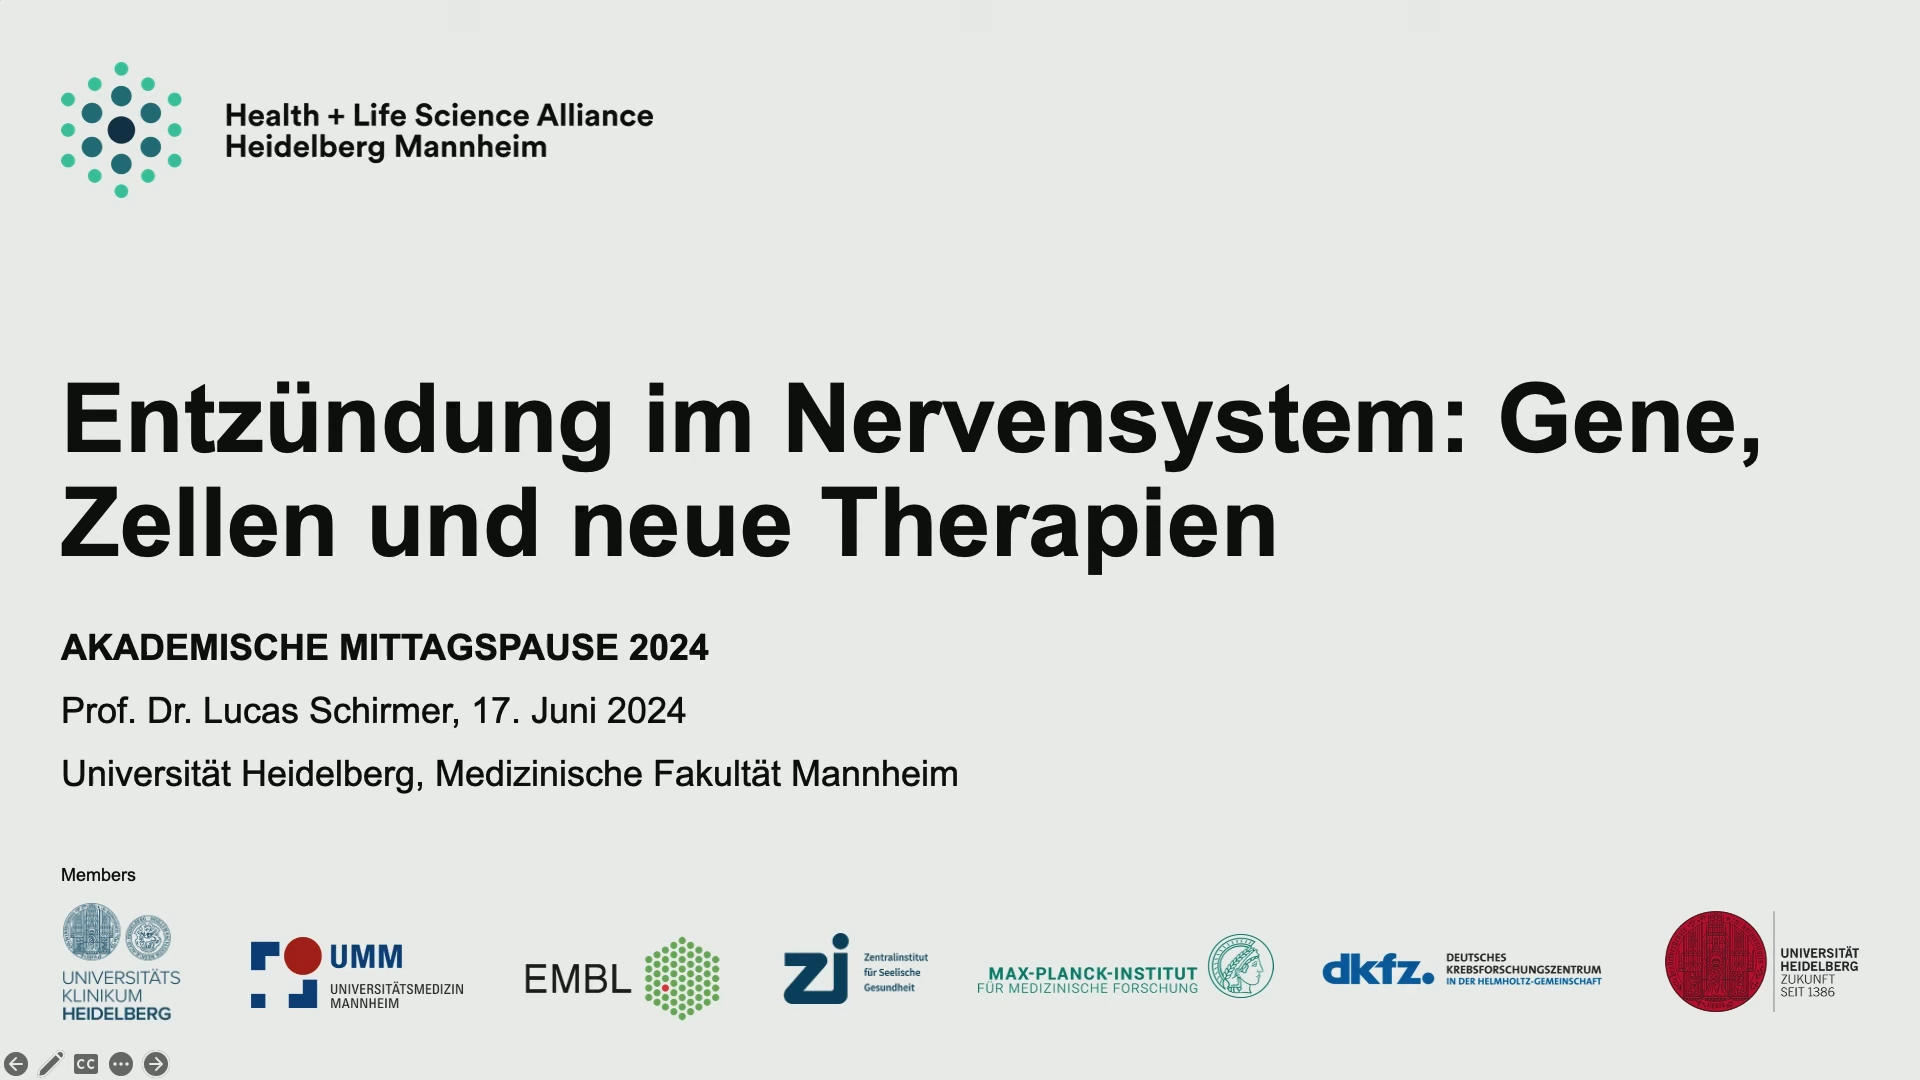 Health + Life Science Alliance
Heidelberg Mannheim
Entzündung im Nervensystem: Gene,
Zellen und neue Therapien
AKADEMISCHE MITTAGSPAUSE 2024
Prof. Dr. Lucas Schirmer, 17. Juni 2024
Universität Heidelberg, Medizinische Fakultät Mannheim
Members
UNIVERSITÄTS
KLINIKUM
HEIDELBERG
UMM
UNIVERSITÄTSMEDIZIN
MANNHEIM
EMBL
zi
Zentralinstitut
für Seelische
Gesundheit
MAX-PLANCK-INSTITUT
FÜR MEDIZINISCHE FORSCHUNG
dkfz.
DEUTSCHES
KREBSFORSCHUNGSZENTRUM
IN DER HELMHOLTZ-GEMEINSCHAFT
UNIVERSITÄT
HEIDELBERG
ZUKUNFT
SEIT 1386
CC